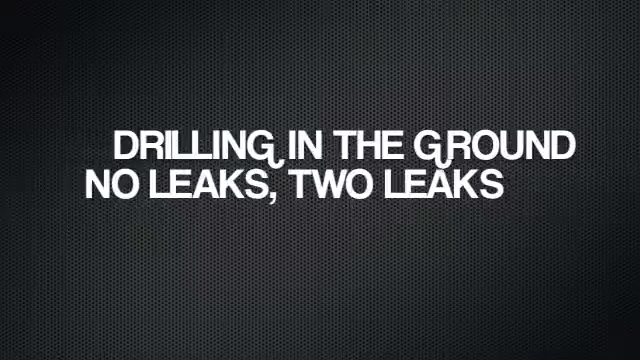 DRILLING IN THE GROUND
NO LEAKS, TWO LEAKS